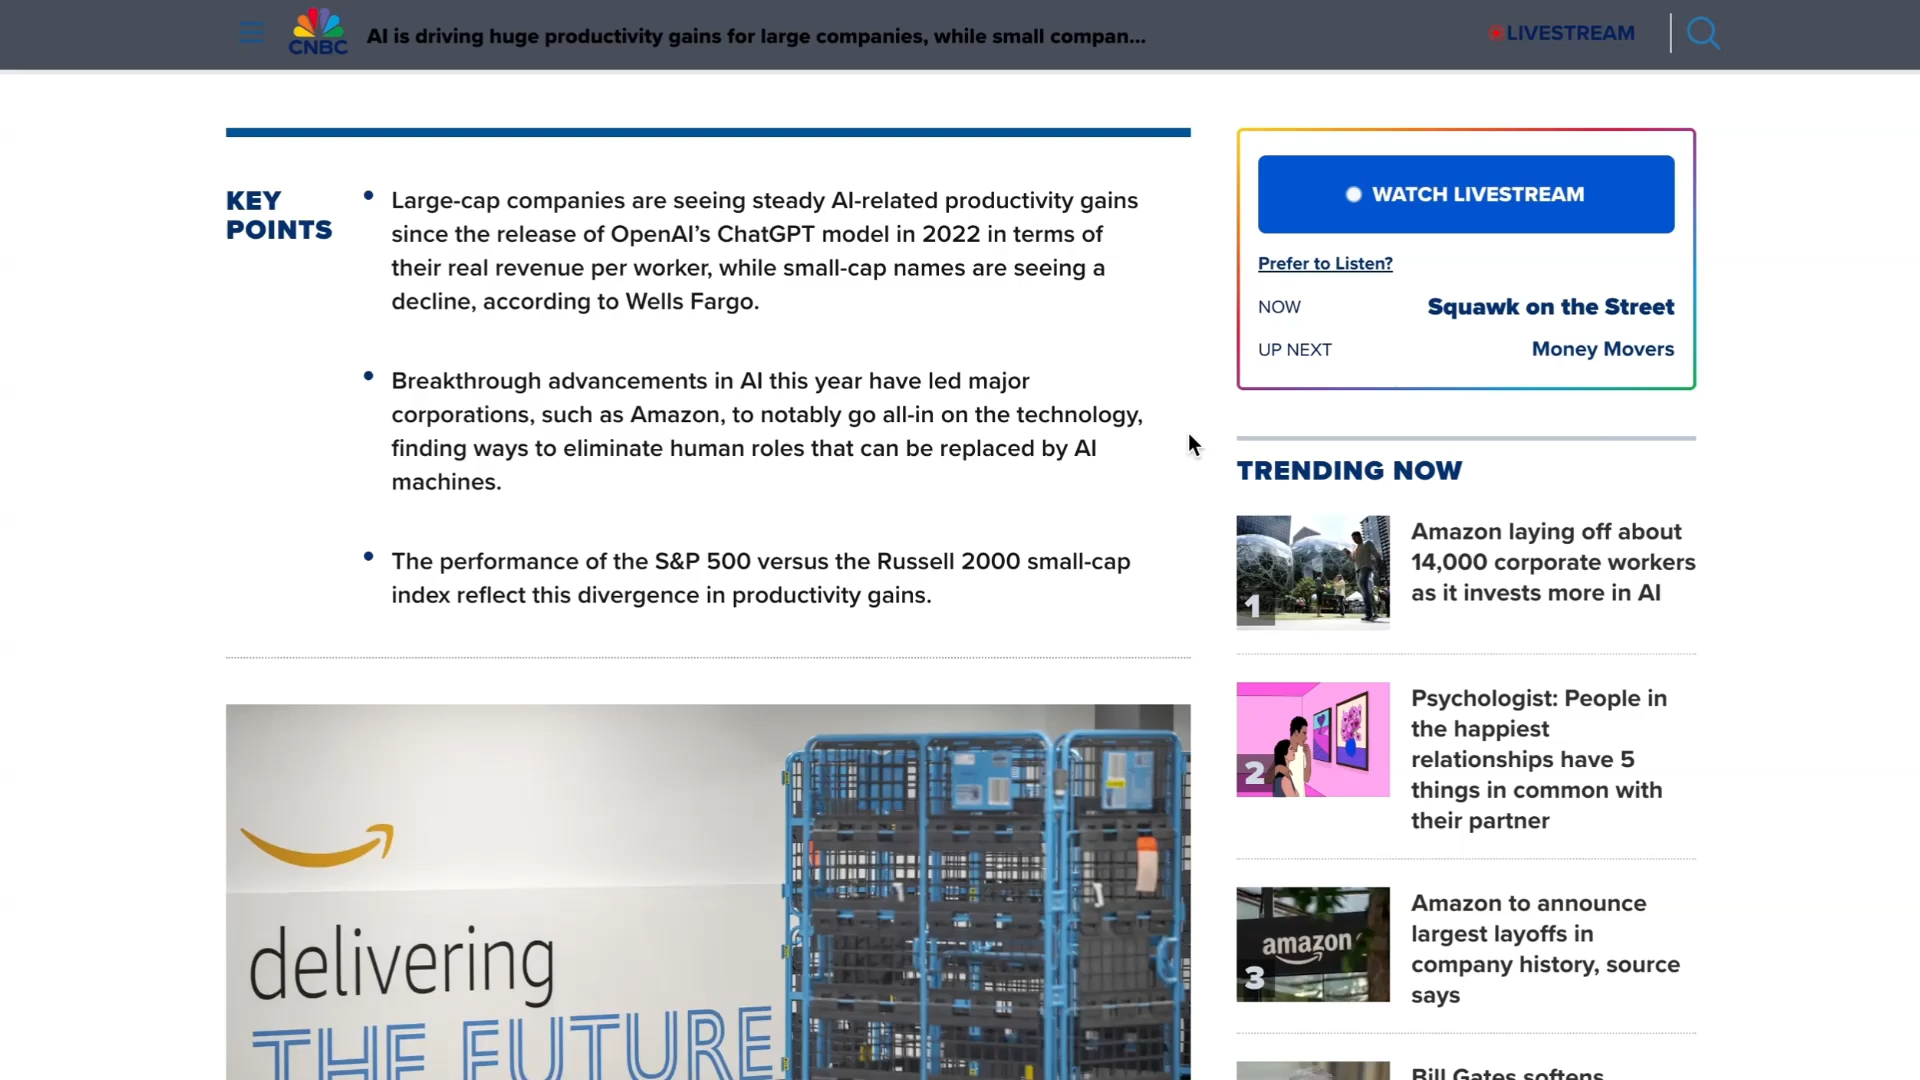 CNBC
AI is driving huge productivity gains for large companies, while small compan...
LIVESTREAM
KEY
POINTS
Large-cap companies are seeing steady AI-related productivity gains
since the release of OpenAI’s ChatGPT model in 2022 in terms of
their real revenue per worker, while small-cap names are seeing a
decline, according to Wells Fargo.
Breakthrough advancements in AI this year have led major
corporations, such as Amazon, to notably go all-in on the technology,
finding ways to eliminate human roles that can be replaced by AI
machines.
The performance of the S&P 500 versus the Russell 2000 small-cap
index reflect this divergence in productivity gains.
delivering
THE FUTURE
WATCH LIVESTREAM
Prefer to Listen?
NOW
Squawk on the Street
UP NEXT
Money Movers
TRENDING NOW
1
Amazon laying off about
14,000 corporate workers
as it invests more in AI
2
Psychologist: People in
the happiest
relationships have 5
things in common with
their partner
amazon
3
Amazon to announce
largest layoffs in
company history, source
says
Bill Gates softens